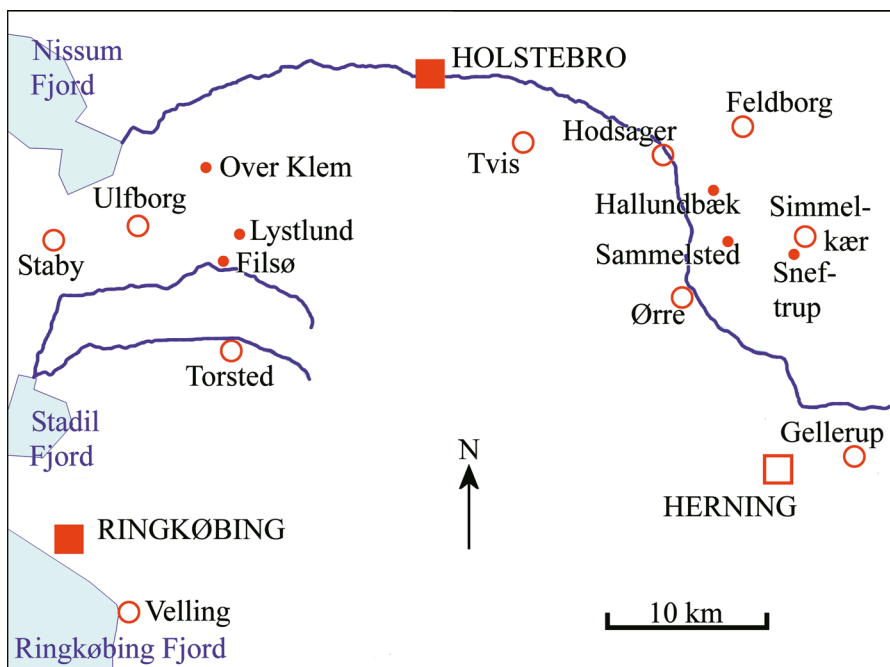 Nissum
Fjord
HOLSTEBRO
Feldborg
Hodsager
Tvis
Over Klem
Ulfborg
Hallundbæk
Simmel-
kær
Lystlund
Sammelsted
Staby
Filsø
Snef-
trup
Ørre
Torsted
Stadil
Fjord
Gellerup
N
HERNING
RINGKØBING
Velling
10 km
Ringkøbing Fjord